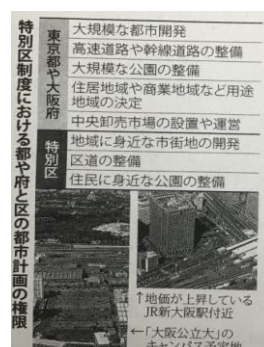 特別区制度における都や府と区の都市計画の権限
東京都や大阪府
大規模な都市開発
高速道路や幹線道路の整備
大規模な公園の整備
住居地域や商業地域など用途
地域の決定
中央卸売市場の設置や運営
特別区
地域に身近な市街地の開発
区道の整備
住民に身近な公園の整備
↑地価が上昇している
JR新大阪駅付近
←「大阪公立大」の
キャンパス予定地